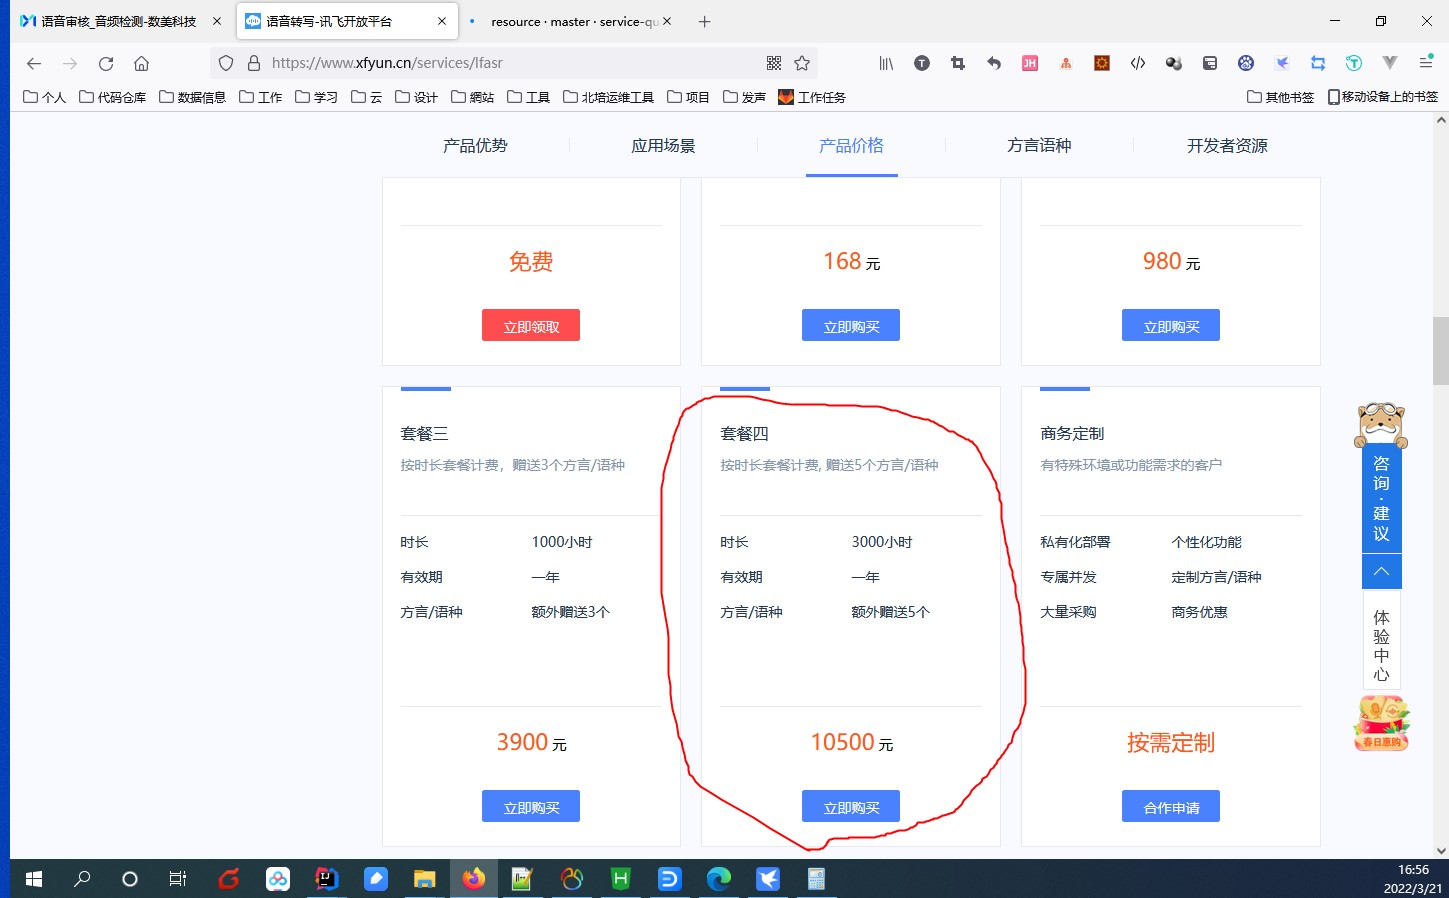 语音审核_音频检测-数美科技
语音转写-讯飞开放平台
resource · master · service-qu
https://www.xfyun.cn/services/lfasr
个人 代码仓库 数据信息 工作 学习 云 设计 網站 工具 北培运维工具 项目 发声 工作任务 其他书签 移动设备上的书签
产品优势 应用场景 产品价格 方言语种 开发者资源
免费 168 元 980 元
立即领取 立即购买 立即购买
套餐三
按时长套餐计费，赠送3个方言/语种
时长 1000小时
有效期 一年
方言/语种 额外赠送3个
3900 元
立即购买
套餐四
按时长套餐计费, 赠送5个方言/语种
时长 3000小时
有效期 一年
方言/语种 额外赠送5个
10500 元
立即购买
商务定制
有特殊环境或功能需求的客户
私有化部署 个性化功能
专属并发 定制方言/语种
大量采购 商务优惠
按需定制
合作申请
咨询·建议
体验中心
春日惠购
16:56
2022/3/21